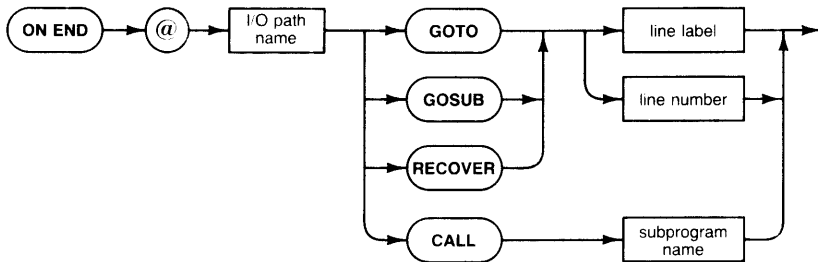 ON END
@
I/O path
name
GOTO
line label
GOSUB
line number
RECOVER
CALL
subprogram
name